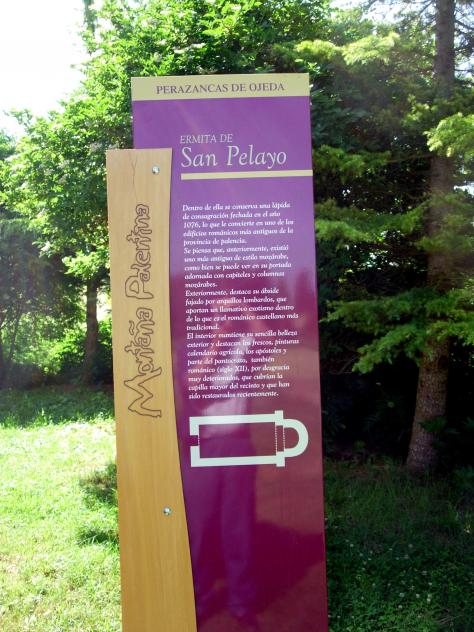 PERAZANCAS DE OJEDA
ERMITA DE
San Pelayo
Dentro de ella se conserva una lápida
de consagración fechada en el año
1076, lo que le convierte en uno de los
edificios románicos más antiguos de la
provincia de palencia.
Se piensa que, anteriormente, existió
uno más antiguo de estilo mozárabe,
como bien se puede ver en su portada
adornada con capiteles y columnas
mozárabes.
Exteriormente, destaca su ábside
fajado por arquillos lombardos, que
aportan un llamativo exotismo dentro
de lo que es el románico castellano más
tradicional.
El interior mantiene su sencilla belleza
exterior y destacan los frescos, pinturas
calendario agrícola, los apóstoles y
parte del pantocrato, también
románico (siglo XII), por desgracia
muy deteriorados, que cubrían la
capilla mayor del recinto y que han
sido restaurados recientemente.
Montaña Palentina